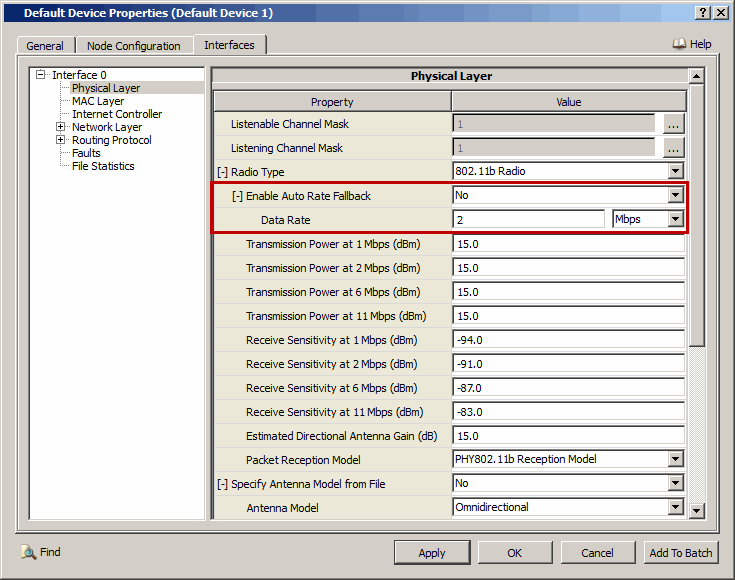 Default Device Properties (Default Device 1)
General Node Configuration Interfaces Help
Interface 0
Physical Layer
MAC Layer
Internet Controller
Network Layer
Routing Protocol
Faults
File Statistics
Physical Layer
Property Value
Listenable Channel Mask 1 ...
Listening Channel Mask 1 ...
[-] Radio Type 802.11b Radio
[-] Enable Auto Rate Fallback No
Data Rate 2 Mbps
Transmission Power at 1 Mbps (dBm) 15.0
Transmission Power at 2 Mbps (dBm) 15.0
Transmission Power at 6 Mbps (dBm) 15.0
Transmission Power at 11 Mbps (dBm) 15.0
Receive Sensitivity at 1 Mbps (dBm) -94.0
Receive Sensitivity at 2 Mbps (dBm) -91.0
Receive Sensitivity at 6 Mbps (dBm) -87.0
Receive Sensitivity at 11 Mbps (dBm) -83.0
Estimated Directional Antenna Gain (dB) 15.0
Packet Reception Model PHY802.11b Reception Model
[-] Specify Antenna Model from File No
Antenna Model Omnidirectional
Find Apply OK Cancel Add To Batch